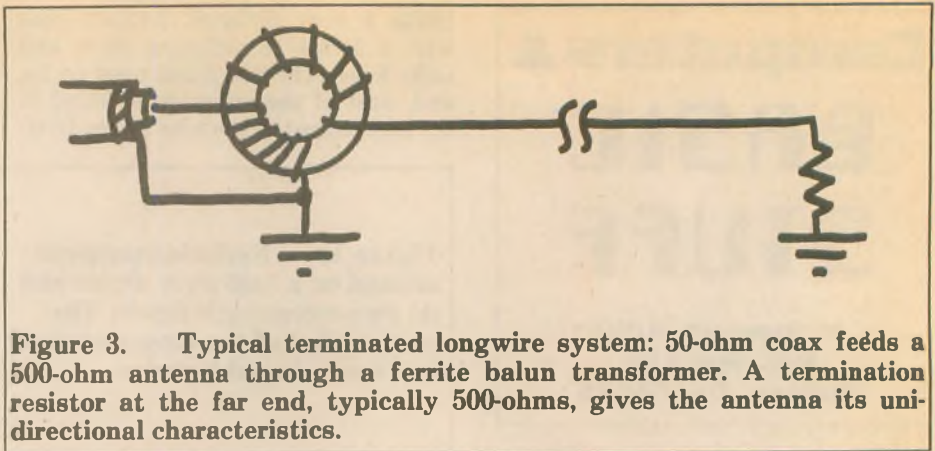 Figure 3. Typical terminated longwire system: 50-ohm coax feeds a
500-ohm antenna through a ferrite balun transformer. A termination
resistor at the far end, typically 500-ohms, gives the antenna its uni-
directional characteristics.